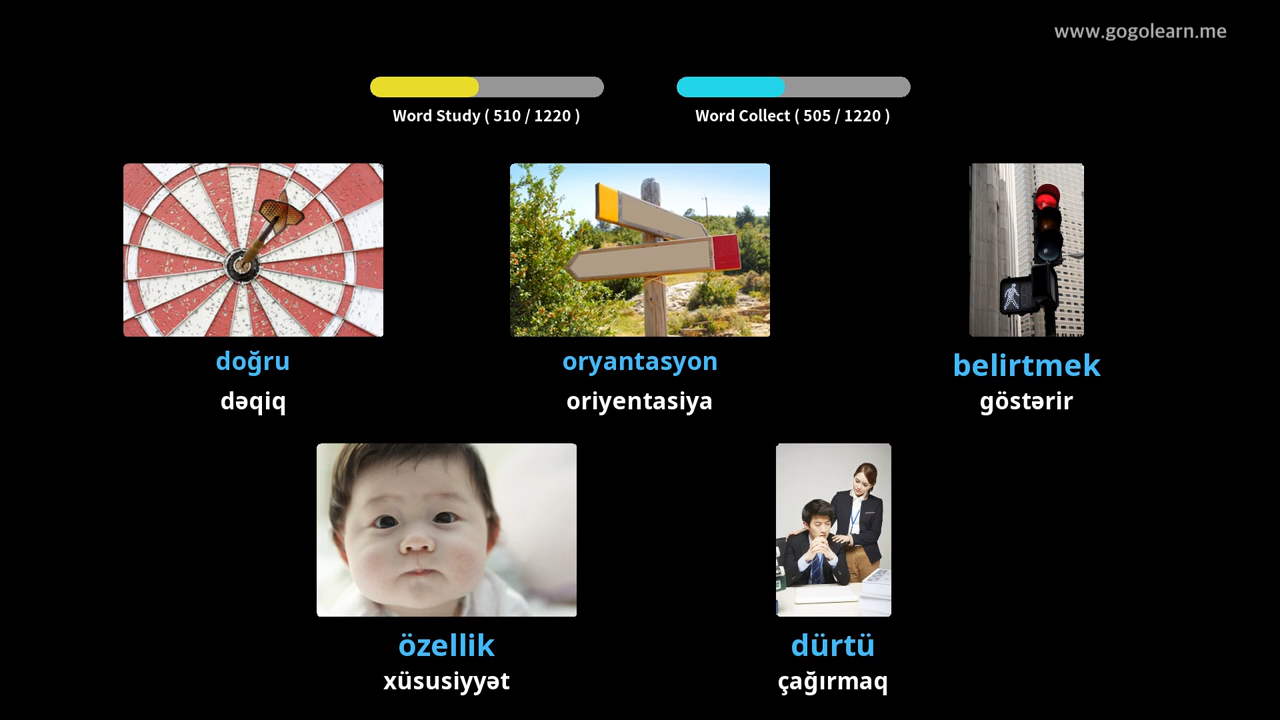 www.gogolearn.me
Word Study ( 510 / 1220 )
Word Collect ( 505 / 1220 )
doğru
dəqiq
oryantasyon
oriyentasiya
belirtmek
göstərir
özellik
xüsusiyyət
dürtü
çağırmaq